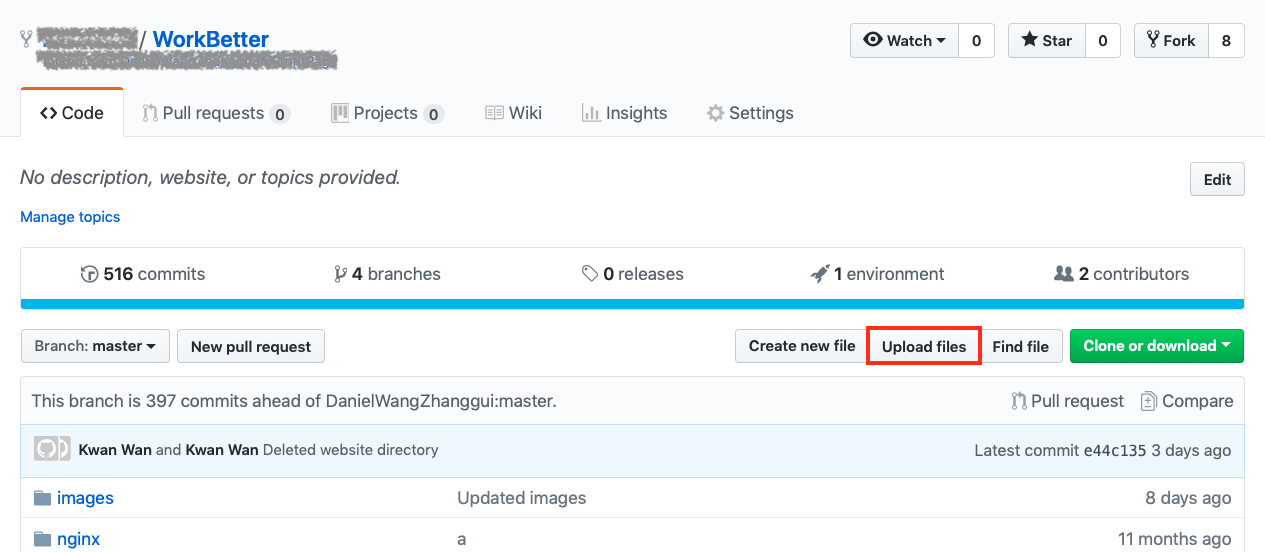 / WorkBetter
Watch 0 Star 0 Fork 8
Code Pull requests 0 Projects 0 Wiki Insights Settings
No description, website, or topics provided. Edit
Manage topics
516 commits 4 branches 0 releases 1 environment 2 contributors
Branch: master New pull request Create new file Upload files Find file Clone or download
This branch is 397 commits ahead of DanielWangZhanggui:master. Pull request Compare
Kwan Wan and Kwan Wan Deleted website directory Latest commit e44c135 3 days ago
images Updated images 8 days ago
nginx a 11 months ago